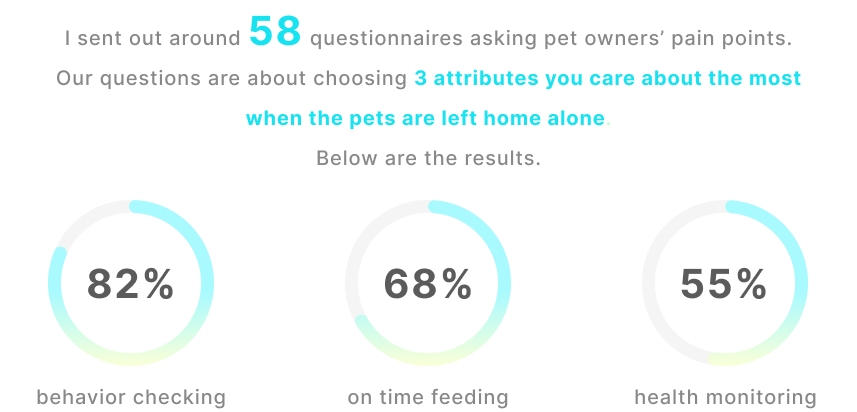 I sent out around 58 questionnaires asking pet owners’ pain points.
Our questions are about choosing 3 attributes you care about the most
when the pets are left home alone.
Below are the results.
82% 68% 55%
behavior checking on time feeding health monitoring